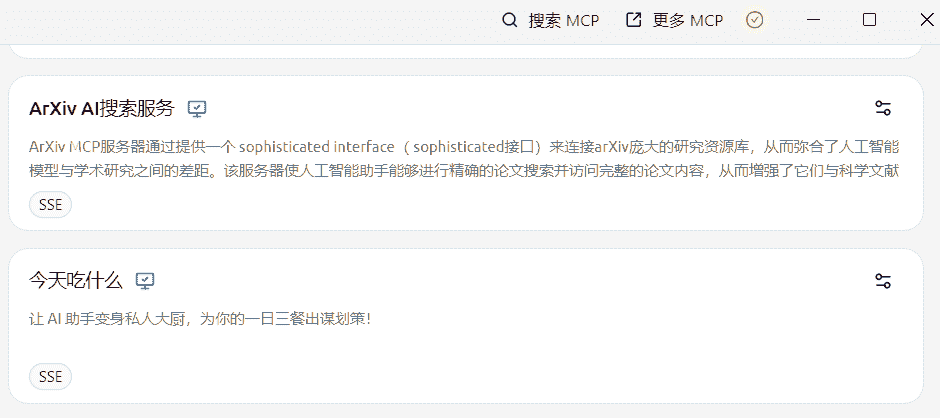 搜索 MCP 更多 MCP
ArXiv AI搜索服务
ArXiv MCP服务器通过提供一个 sophisticated interface（sophisticated接口）来连接arXiv庞大的研究资源库，从而弥合了人工智能
模型与学术研究之间的差距。该服务器使人工智能助手能够进行精确的论文搜索并访问完整的论文内容，从而增强了它们与科学文献
SSE
今天吃什么
让 AI 助手变身私人大厨，为你的一日三餐出谋划策！
SSE